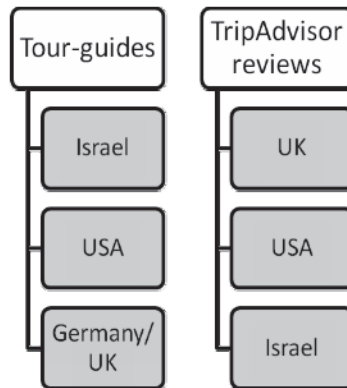 Tour-guides
Israel
USA
Germany/
UK
TripAdvisor
reviews
UK
USA
Israel